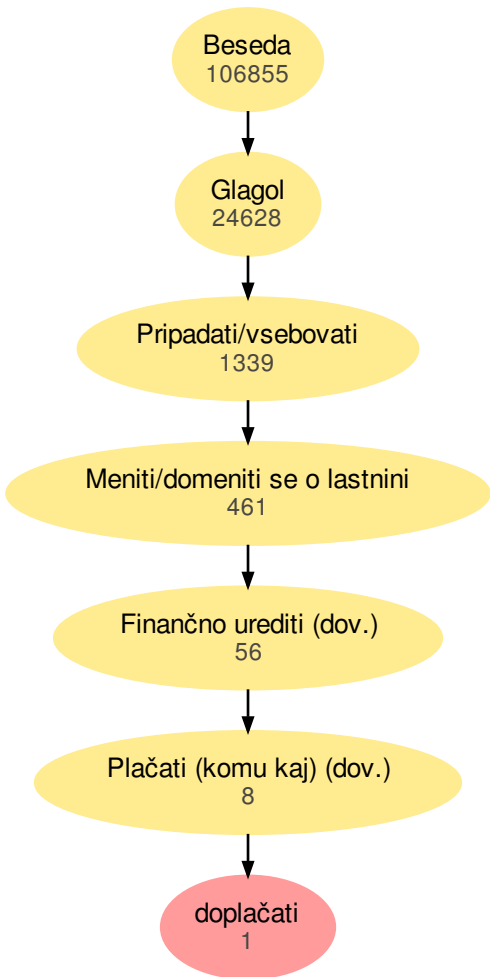 Beseda
106855
Glagol
24628
Pripadati/vsebovati
1339
Meniti/domeniti se o lastnini
461
Finančno urediti (dov.)
56
Plačati (komu kaj) (dov.)
8
doplačati
1